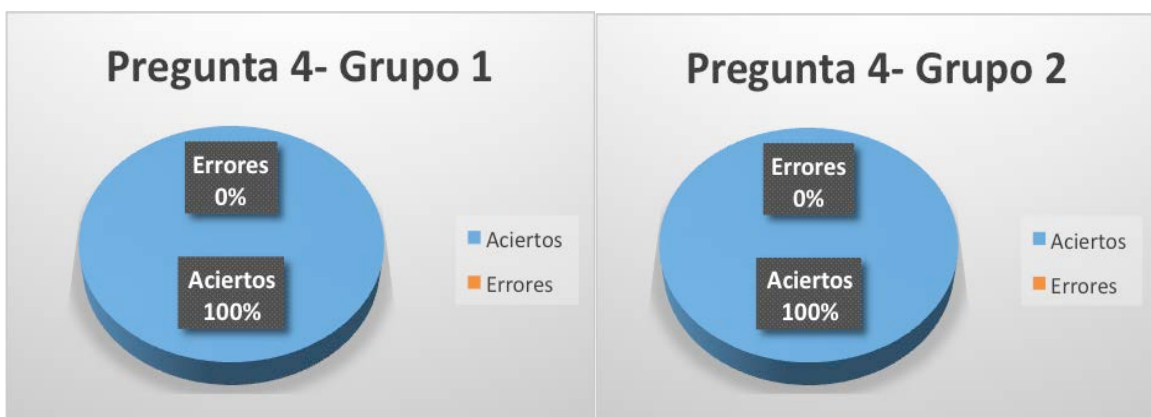 Pregunta 4- Grupo 1
Errores
0%
Aciertos
100%
Aciertos
Errores
Pregunta 4- Grupo 2
Errores
0%
Aciertos
100%
Aciertos
Errores